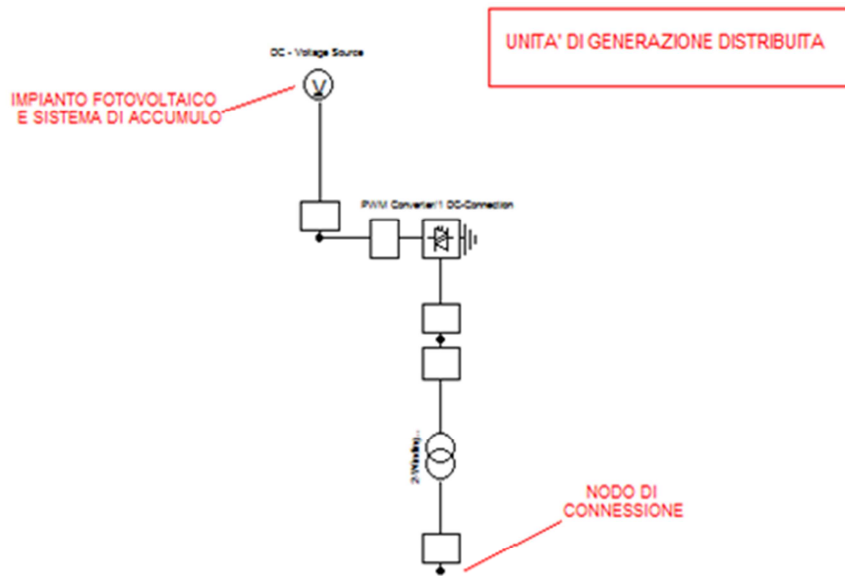 DC - Voltage Source
UNITA' DI GENERAZIONE DISTRIBUITA
IMPIANTO FOTOVOLTAICO
E SISTEMA DI ACCUMULO
PWM Converter/1 DC-Connection
2-Winding..
NODO DI
CONNESSIONE